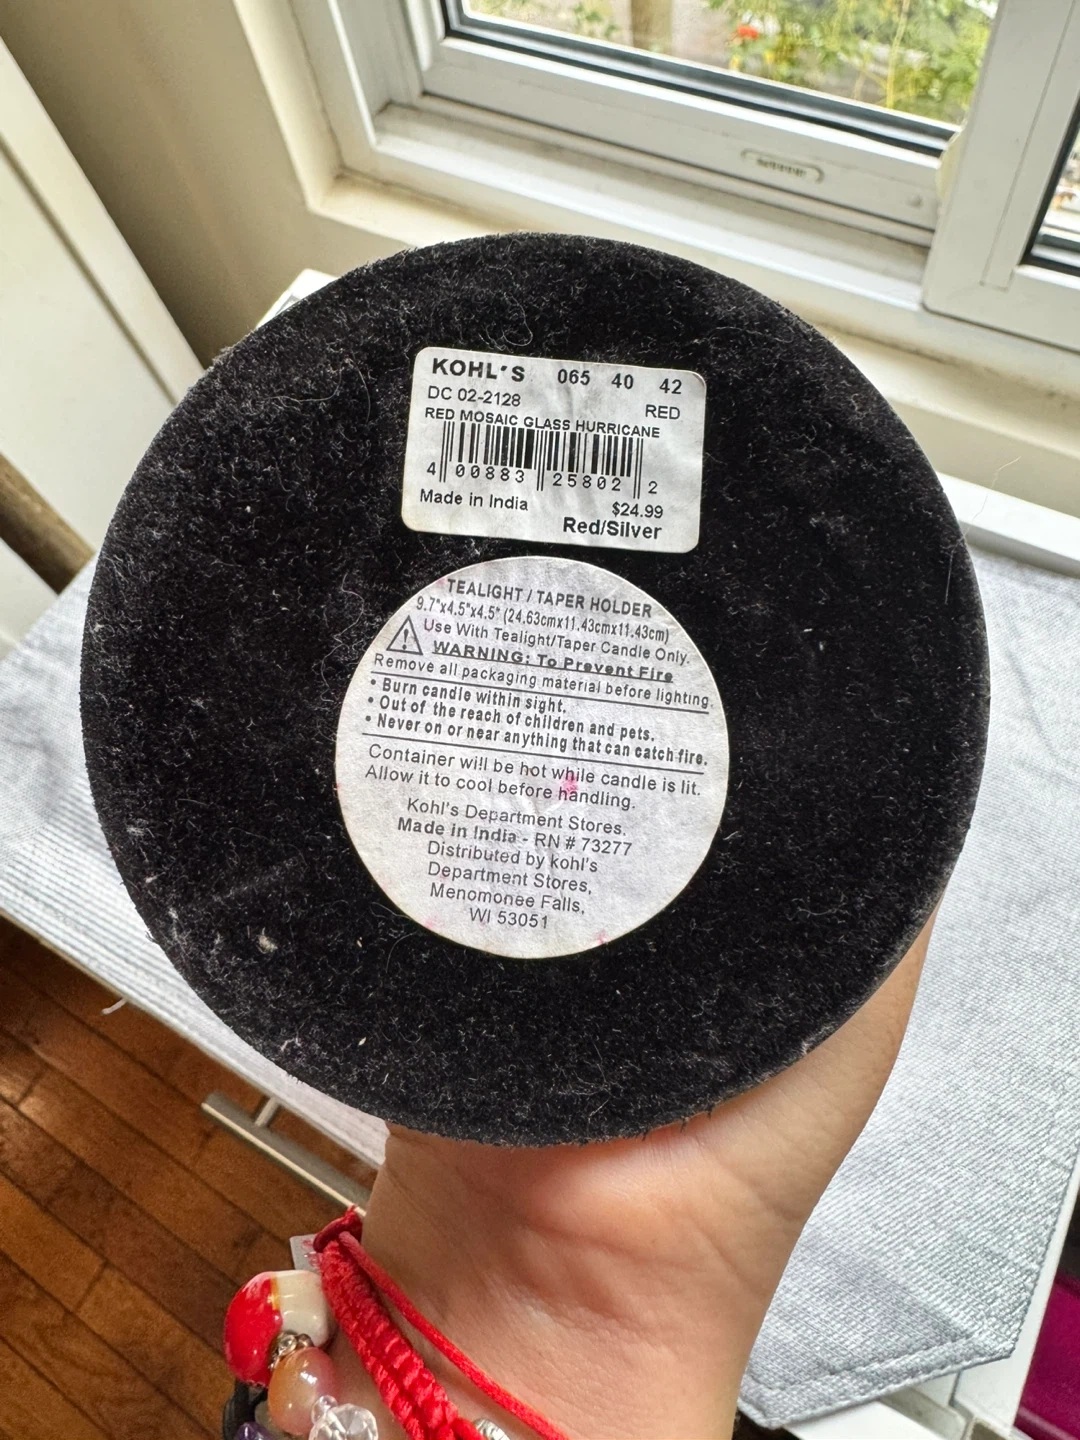 KOHL'S 065 40 42
DC 02-2128 RED
RED MOSAIC GLASS HURRICANE
4 00883 25802 2
Made in India $24.99
Red/Silver
TEALIGHT / TAPER HOLDER
9.7"x4.5"x4.5" (24.63cmx11.43cmx11.43cm)
Use With Tealight/Taper Candle Only.
WARNING: To Prevent Fire
Remove all packaging material before lighting.
• Burn candle within sight.
• Out of the reach of children and pets.
• Never on or near anything that can catch fire.
Container will be hot while candle is lit.
Allow it to cool before handling.
Kohl's Department Stores.
Made in India - RN # 73277
Distributed by kohl's
Department Stores,
Menomonee Falls,
WI 53051